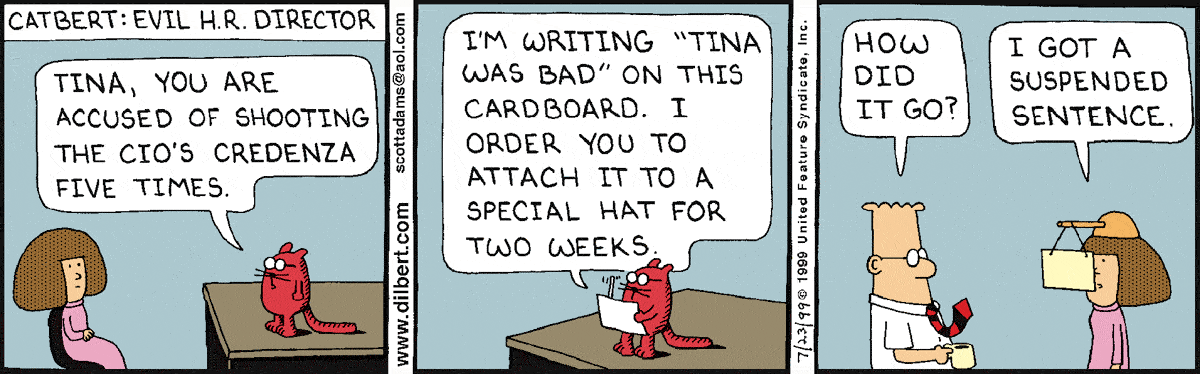 CATBERT: EVIL H.R. DIRECTOR
TINA, YOU ARE
ACCUSED OF SHOOTING
THE CIO'S CREDENZA
FIVE TIMES.
www.dilbert.com scottadams@aol.com
I'M WRITING "TINA
WAS BAD" ON THIS
CARDBOARD. I
ORDER YOU TO
ATTACH IT TO A
SPECIAL HAT FOR
TWO WEEKS.
7/23/99 © 1999 United Feature Syndicate, Inc.
HOW
DID
IT GO?
I GOT A
SUSPENDED
SENTENCE.